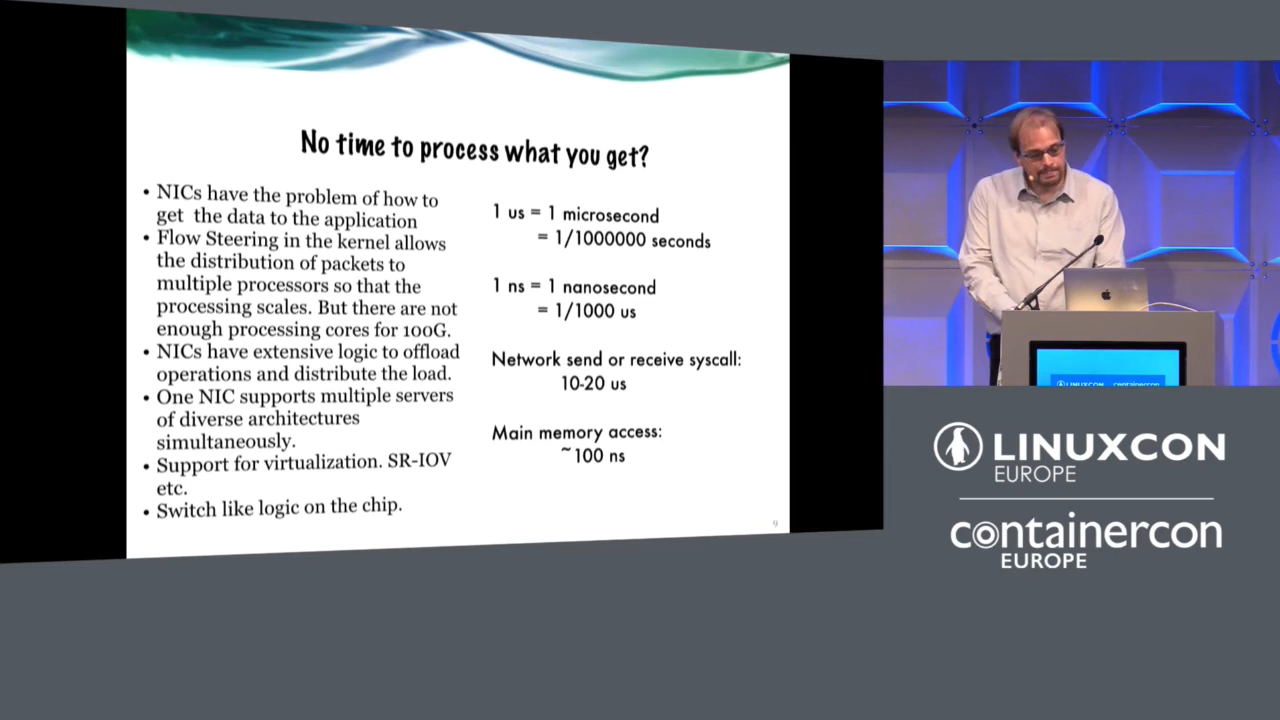 No time to process what you get?
• NICs have the problem of how to
get the data to the application
• Flow Steering in the kernel allows
the distribution of packets to
multiple processors so that the
processing scales. But there are not
enough processing cores for 100G.
• NICs have extensive logic to offload
operations and distribute the load.
• One NIC supports multiple servers
of diverse architectures
simultaneously.
• Support for virtualization. SR-IOV
etc.
• Switch like logic on the chip.
1 us = 1 microsecond
= 1/1000000 seconds
1 ns = 1 nanosecond
= 1/1000 us
Network send or receive syscall:
10-20 us
Main memory access:
~100 ns
9
LINUXCON containercon
LINUXCON
EUROPE
containercon
EUROPE